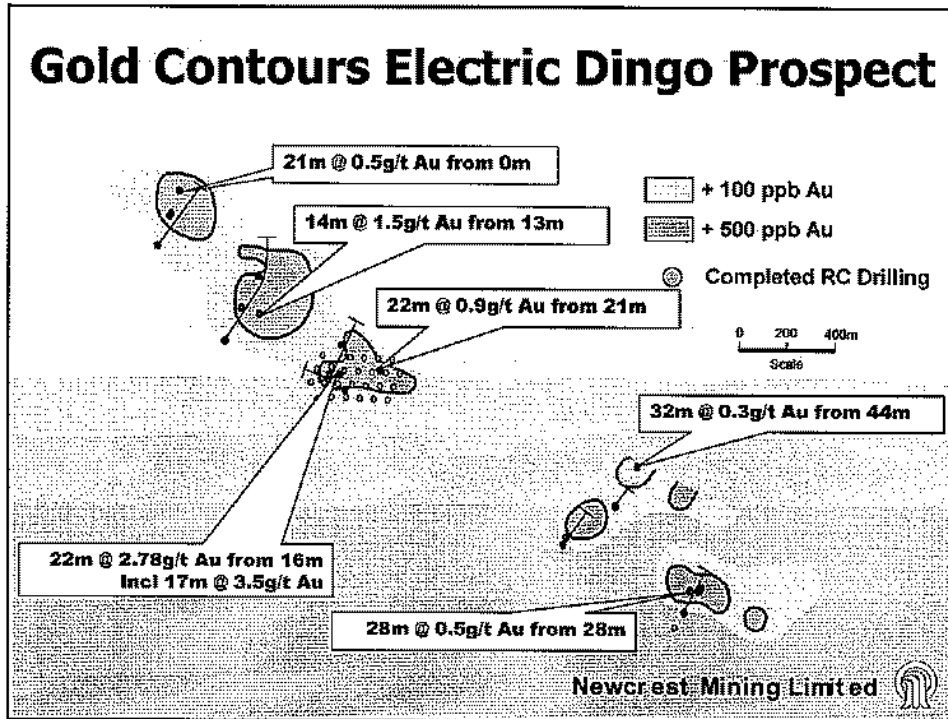 Gold Contours Electric Dingo Prospect
21m @ 0.5g/t Au from 0m
+ 100 ppb Au
14m @ 1.5g/t Au from 13m
+ 500 ppb Au
Completed RC Drilling
22m @ 0.9g/t Au from 21m
0 200 400m
Scale
32m @ 0.3g/t Au from 44m
22m @ 2.78g/t Au from 16m
Incl 17m @ 3.5g/t Au
28m @ 0.5g/t Au from 28m
Newcrest Mining Limited